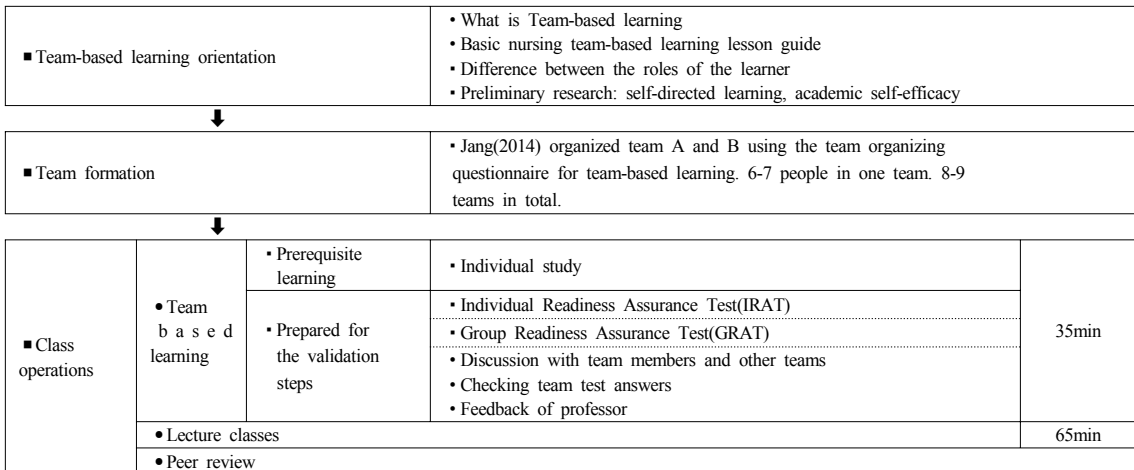 ■ Team-based learning orientation
▪ What is Team-based learning
▪ Basic nursing team-based learning lesson guide
▪ Difference between the roles of the learner
▪ Preliminary research: self-directed learning, academic self-efficacy
■ Team formation
▪ Jang(2014) organized team A and B using the team organizing
questionnaire for team-based learning. 6-7 people in one team. 8-9
teams in total.
■ Class
operations
● Team
based
learning
▪ Prerequisite
learning
▪ Individual study
▪ Prepared for
the validation
steps
▪ Individual Readiness Assurance Test(IRAT)
▪ Group Readiness Assurance Test(GRAT)
▪ Discussion with team members and other teams
▪ Checking team test answers
▪ Feedback of professor
35min
● Lecture classes
65min
● Peer review